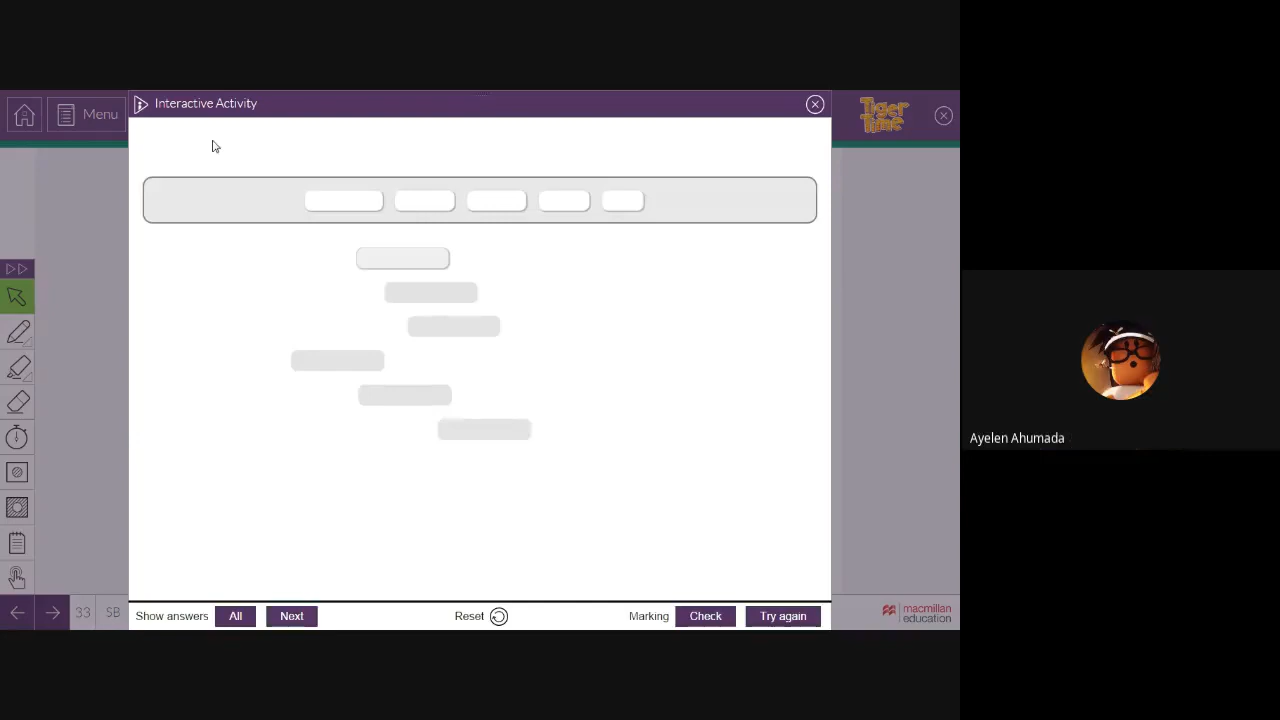 Interactive Activity
Menu
Tiger Time
Ayelen Ahumada
33
SB
Show answers
All
Next
Reset
Marking
Check
Try again
macmillan
education